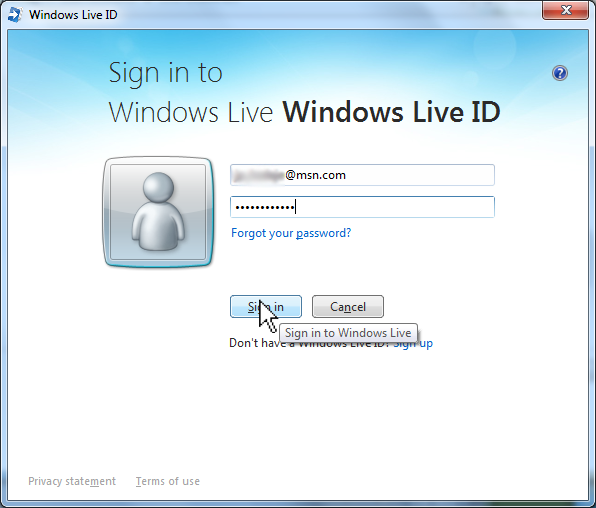 Windows Live ID
Sign in to
Windows Live Windows Live ID
@msn.com
Forgot your password?
Sign in Cancel
Sign in to Windows Live
Don't have a Windows Live ID? Sign up
Privacy statement Terms of use